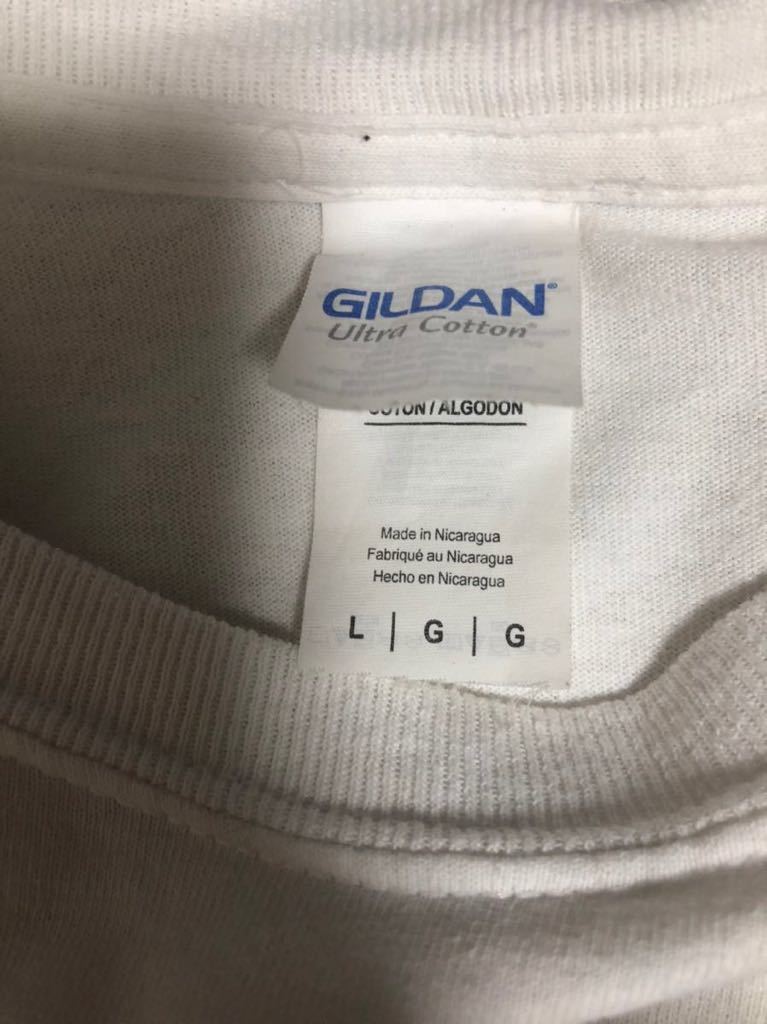 GILDAN®
Ultra Cotton®
COTON / ALGODON
Made in Nicaragua
Fabriqué au Nicaragua
Hecho en Nicaragua
L | G | G